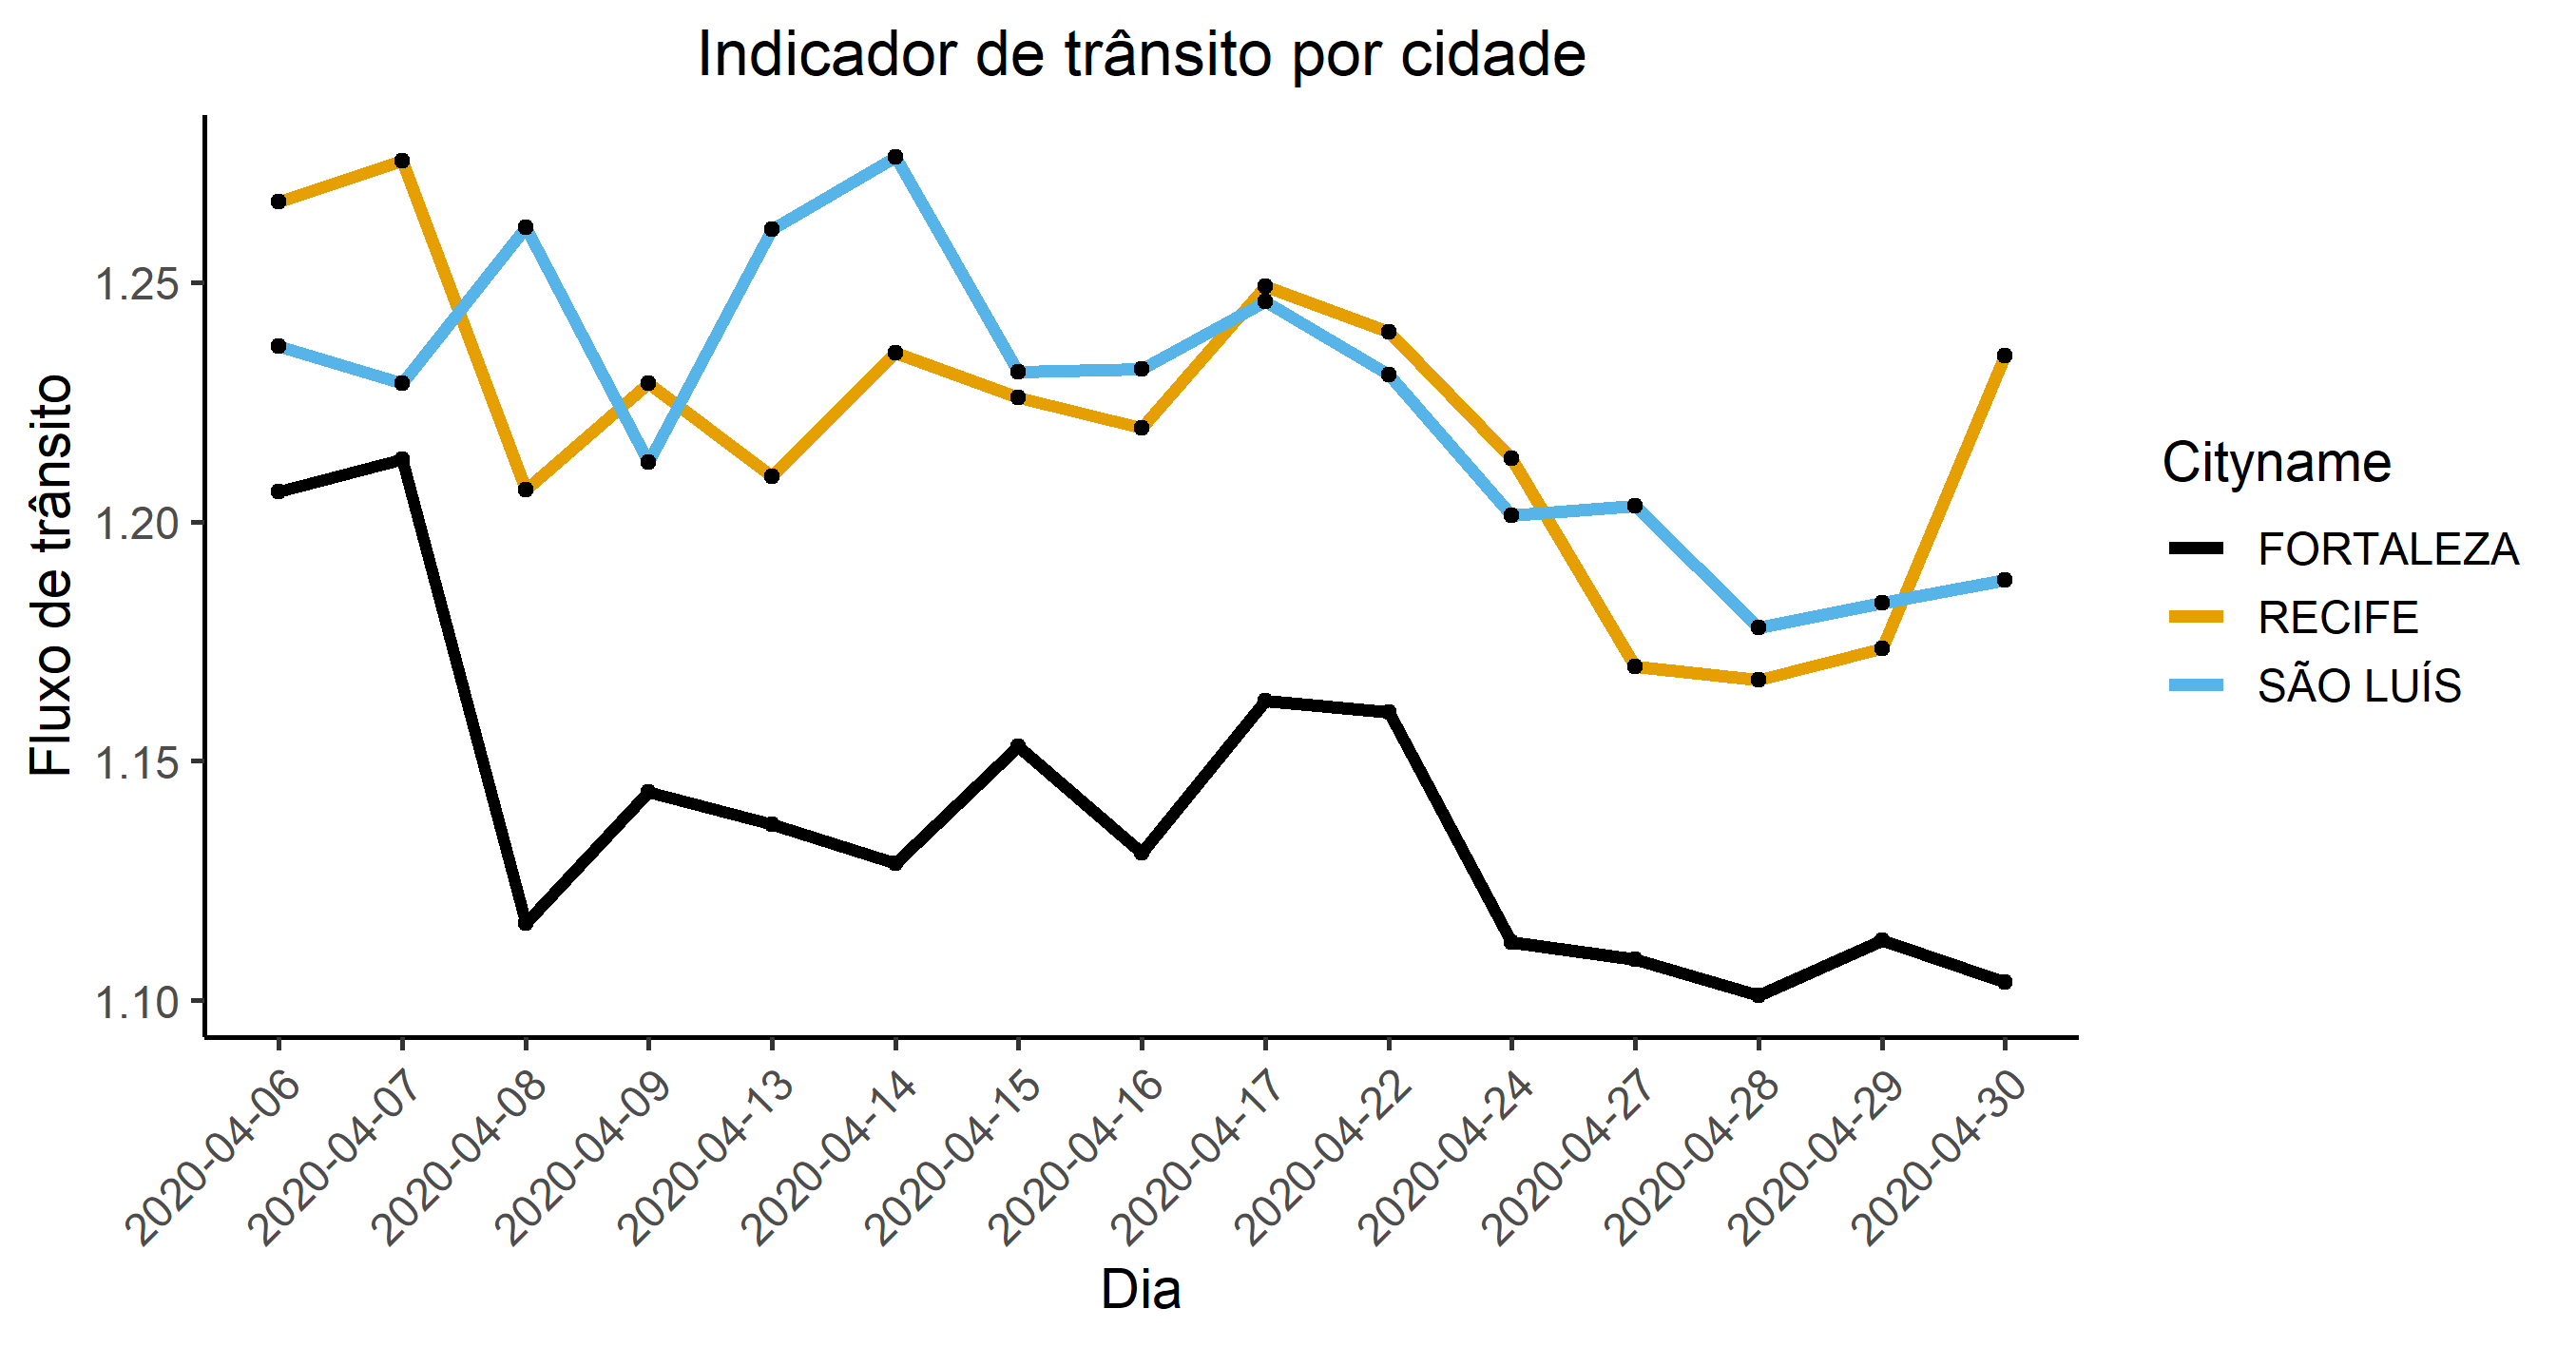 Indicador de trânsito por cidade
Fluxo de trânsito
1.25
1.20
1.15
1.10
2020-04-06
2020-04-07
2020-04-08
2020-04-09
2020-04-13
2020-04-14
2020-04-15
2020-04-16
2020-04-17
2020-04-22
2020-04-24
2020-04-27
2020-04-28
2020-04-29
2020-04-30
Dia
Cityname
FORTALEZA
RECIFE
SÃO LUÍS